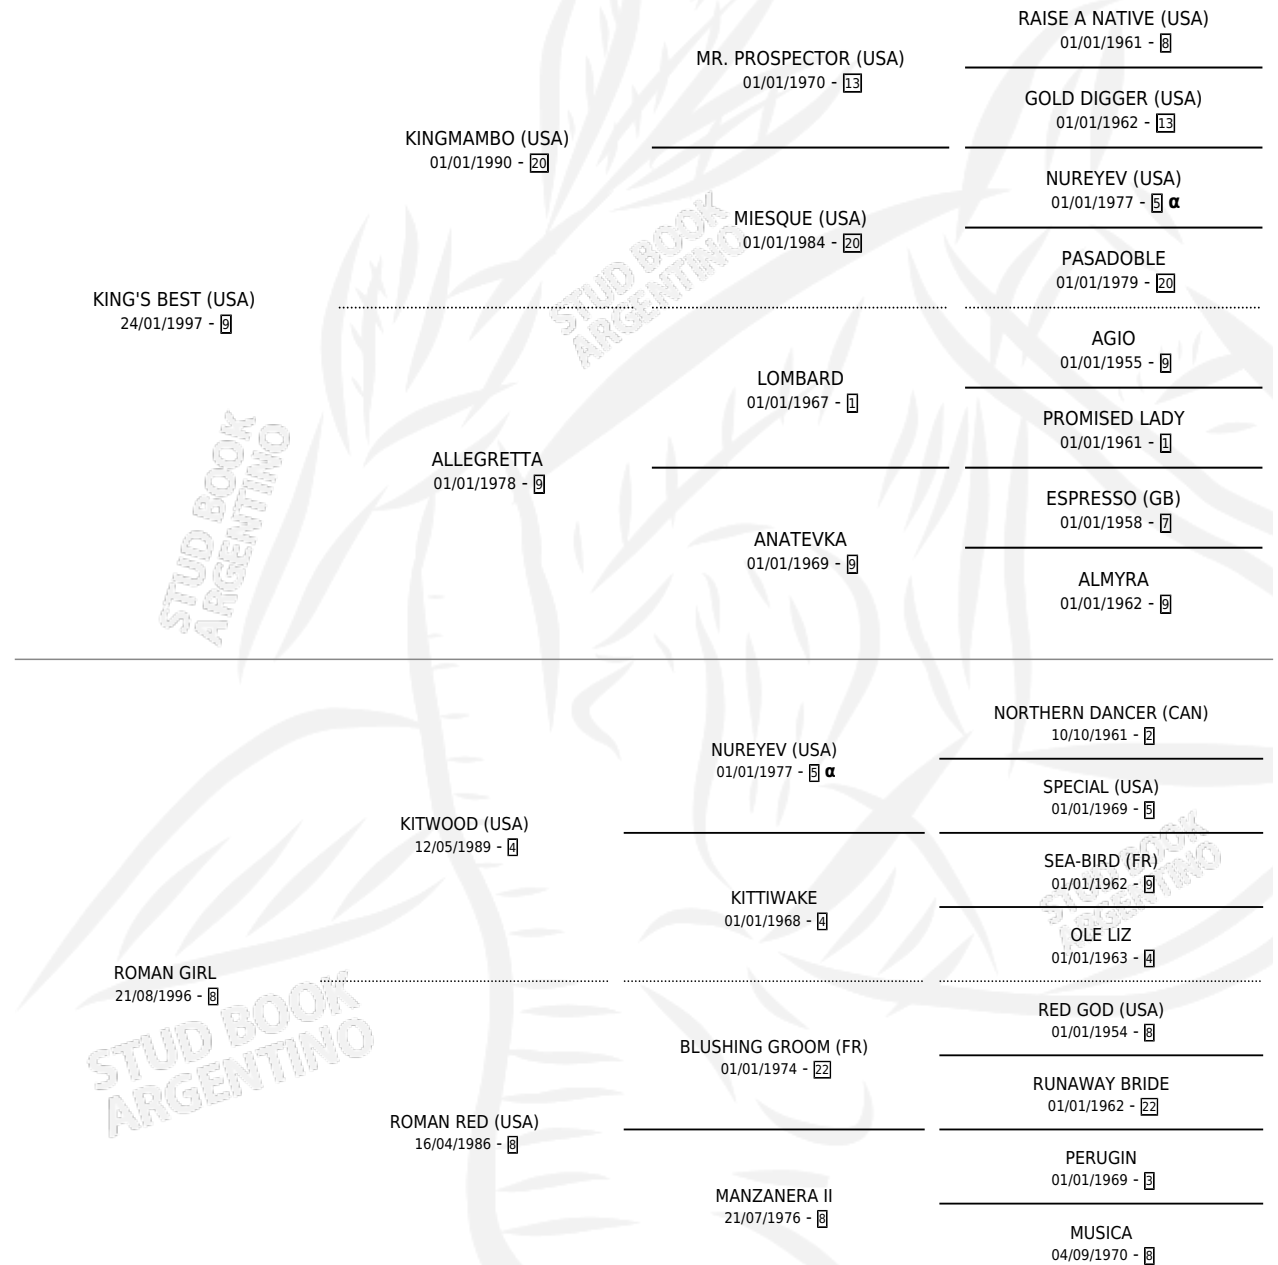 RAISE A NATIVE (USA)
01/01/1961 - 8
MR. PROSPECTOR (USA)
01/01/1970 - 13
GOLD DIGGER (USA)
01/01/1962 - 13
KINGMAMBO (USA)
01/01/1990 - 20
NUREYEV (USA)
01/01/1977 - 5 α
MIESQUE (USA)
01/01/1984 - 20
PASADOBLE
01/01/1979 - 20
KING'S BEST (USA)
24/01/1997 - 9
STUD BOOK
ARGENTINO
AGIO
01/01/1955 - 9
LOMBARD
01/01/1967 - 1
PROMISED LADY
01/01/1961 - 1
ALLEGRETTA
01/01/1978 - 9
STUD BOOK
ARGENTINO
ESPRESSO (GB)
01/01/1958 - 7
ANATEVKA
01/01/1969 - 9
ALMYRA
01/01/1962 - 9
NORTHERN DANCER (CAN)
10/10/1961 - 2
NUREYEV (USA)
01/01/1977 - 5 α
SPECIAL (USA)
01/01/1969 - 5
KITWOOD (USA)
12/05/1989 - 4
SEA-BIRD (FR)
01/01/1962 - 9
STUD BOOK
ARGENTINO
KITTIWAKE
01/01/1968 - 4
OLE LIZ
01/01/1963 - 4
ROMAN GIRL
21/08/1996 - 8
STUD BOOK
ARGENTINO
RED GOD (USA)
01/01/1954 - 8
BLUSHING GROOM (FR)
01/01/1974 - 22
RUNAWAY BRIDE
01/01/1962 - 22
ROMAN RED (USA)
16/04/1986 - 8
PERUGIN
01/01/1969 - 3
MANZANERA II
21/07/1976 - 8
MUSICA
04/09/1970 - 8